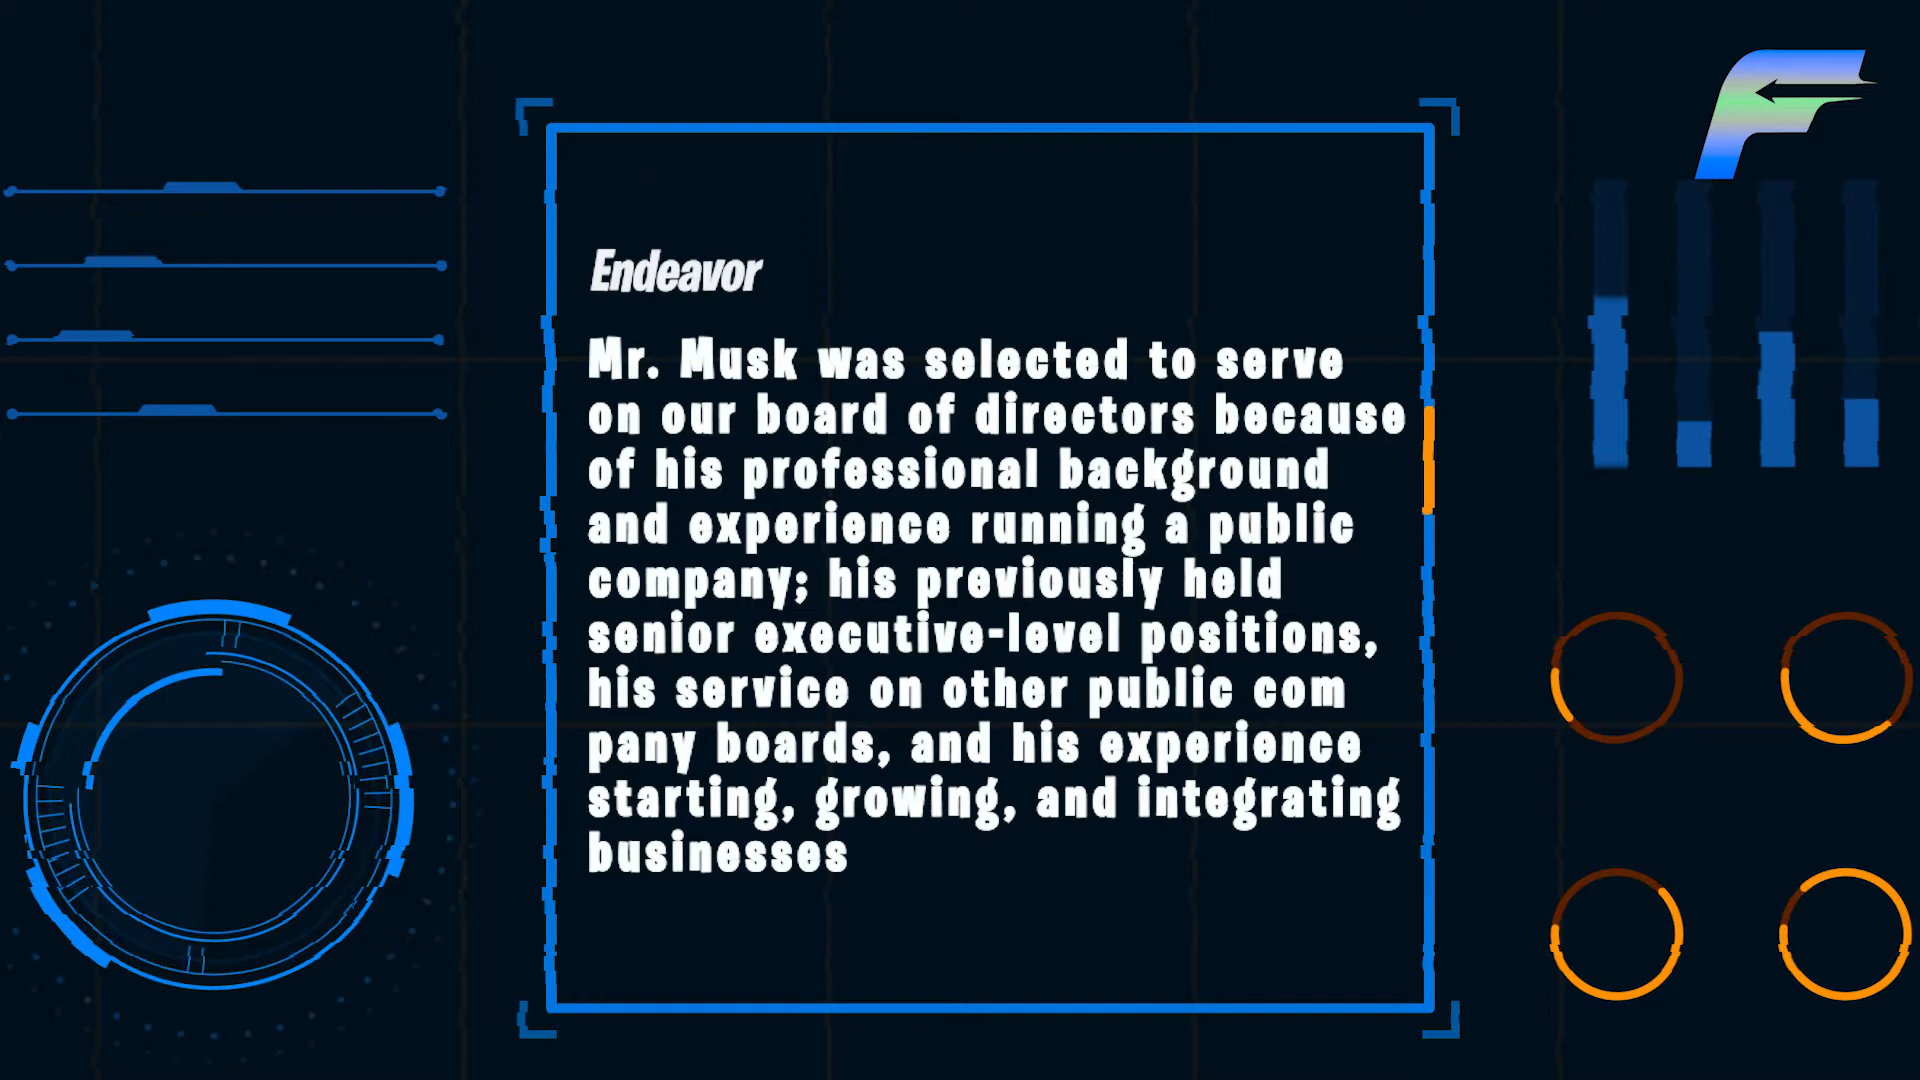 Endeavor
Mr. Musk was selected to serve
on our board of directors because
of his professional background
and experience running a public
company; his previously held
senior executive-level positions,
his service on other public com
pany boards, and his experience
starting, growing, and integrating
businesses